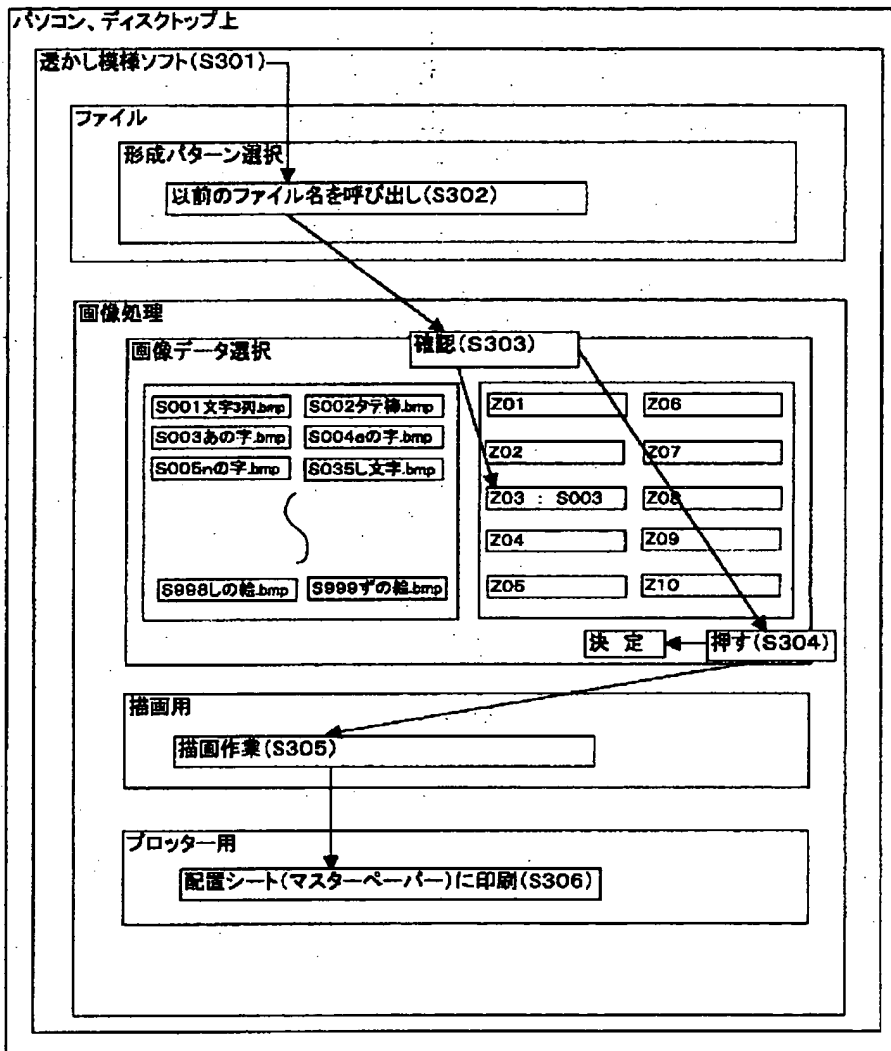 パソコン、ディスクトップ上
透かし模様ソフト(S301)
ファイル
形成パターン選択
以前のファイル名を呼び出し(S302)
画像処理
確認(S303)
画像データ選択
S001文字3列.bmp
S002タテ棒.bmp
S003あの字.bmp
S004aの字.bmp
S005nの字.bmp
S035し文字.bmp
S998しの絵.bmp
S999ずの絵.bmp
Z01
Z06
Z02
Z07
Z03 : S003
Z08
Z04
Z09
Z05
Z10
決 定
押す(S304)
描画用
描画作業(S305)
プロッター用
配置シート(マスターペーパー)に印刷(S306)